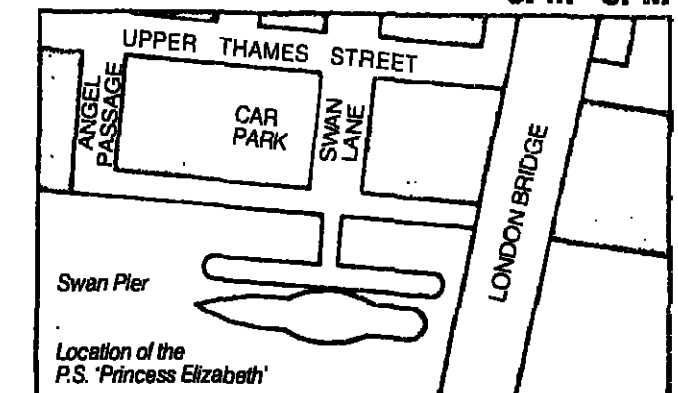 UPPER THAMES STREET
ANGEL
PASSAGE
CAR
PARK
SWAN
LANE
LONDON BRIDGE
Swan Pier
Location of the
P.S. 'Princess Elizabeth'